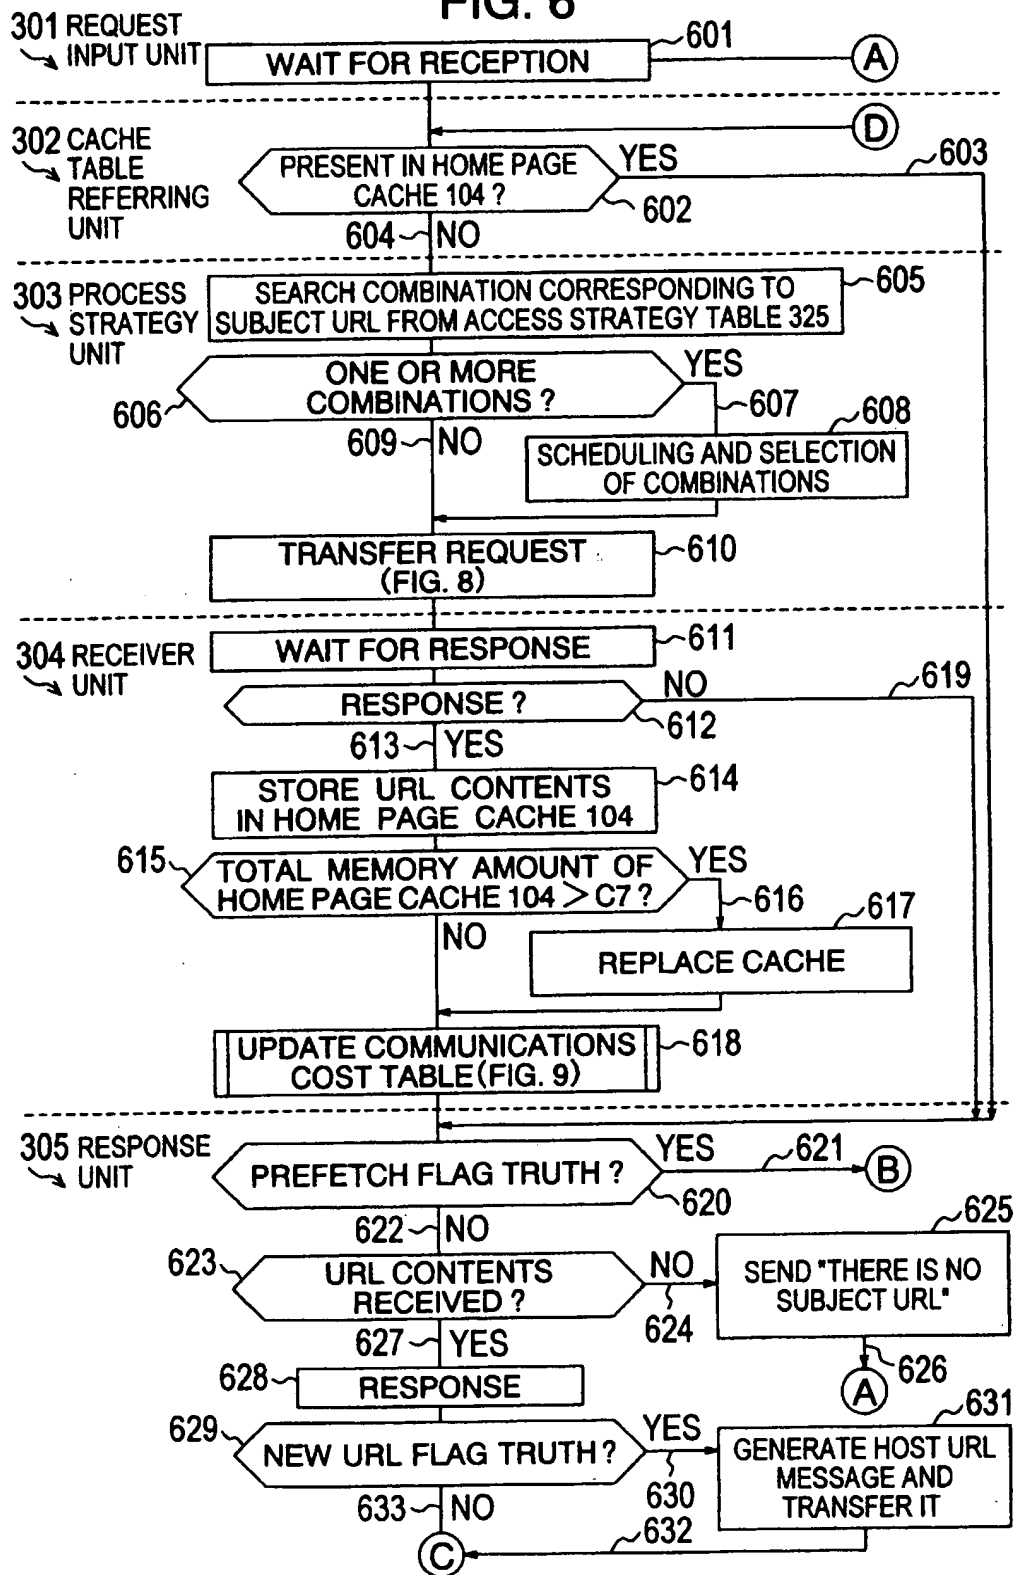 FIG. 6
301 REQUEST
INPUT UNIT
601
WAIT FOR RECEPTION
A
D
302 CACHE
TABLE
REFERRING
UNIT
PRESENT IN HOME PAGE
CACHE 104 ?
YES
603
602
604
NO
303 PROCESS
STRATEGY
UNIT
SEARCH COMBINATION CORRESPONDING TO
SUBJECT URL FROM ACCESS STRATEGY TABLE 325
605
ONE OR MORE
COMBINATIONS ?
YES
606
607
608
609
NO
SCHEDULING AND SELECTION
OF COMBINATIONS
TRANSFER REQUEST
(FIG. 8)
610
304 RECEIVER
UNIT
WAIT FOR RESPONSE
611
RESPONSE ?
NO
619
612
613
YES
STORE URL CONTENTS
IN HOME PAGE CACHE 104
614
615
TOTAL MEMORY AMOUNT OF
HOME PAGE CACHE 104 > C7 ?
YES
616
617
NO
REPLACE CACHE
UPDATE COMMUNICATIONS
COST TABLE (FIG. 9)
618
305 RESPONSE
UNIT
PREFETCH FLAG TRUTH ?
YES
621
B
620
622
NO
625
623
URL CONTENTS
RECEIVED ?
NO
624
SEND "THERE IS NO
SUBJECT URL"
627
YES
626
A
628
RESPONSE
629
NEW URL FLAG TRUTH ?
YES
630
631
GENERATE HOST URL
MESSAGE AND
TRANSFER IT
633
NO
632
C